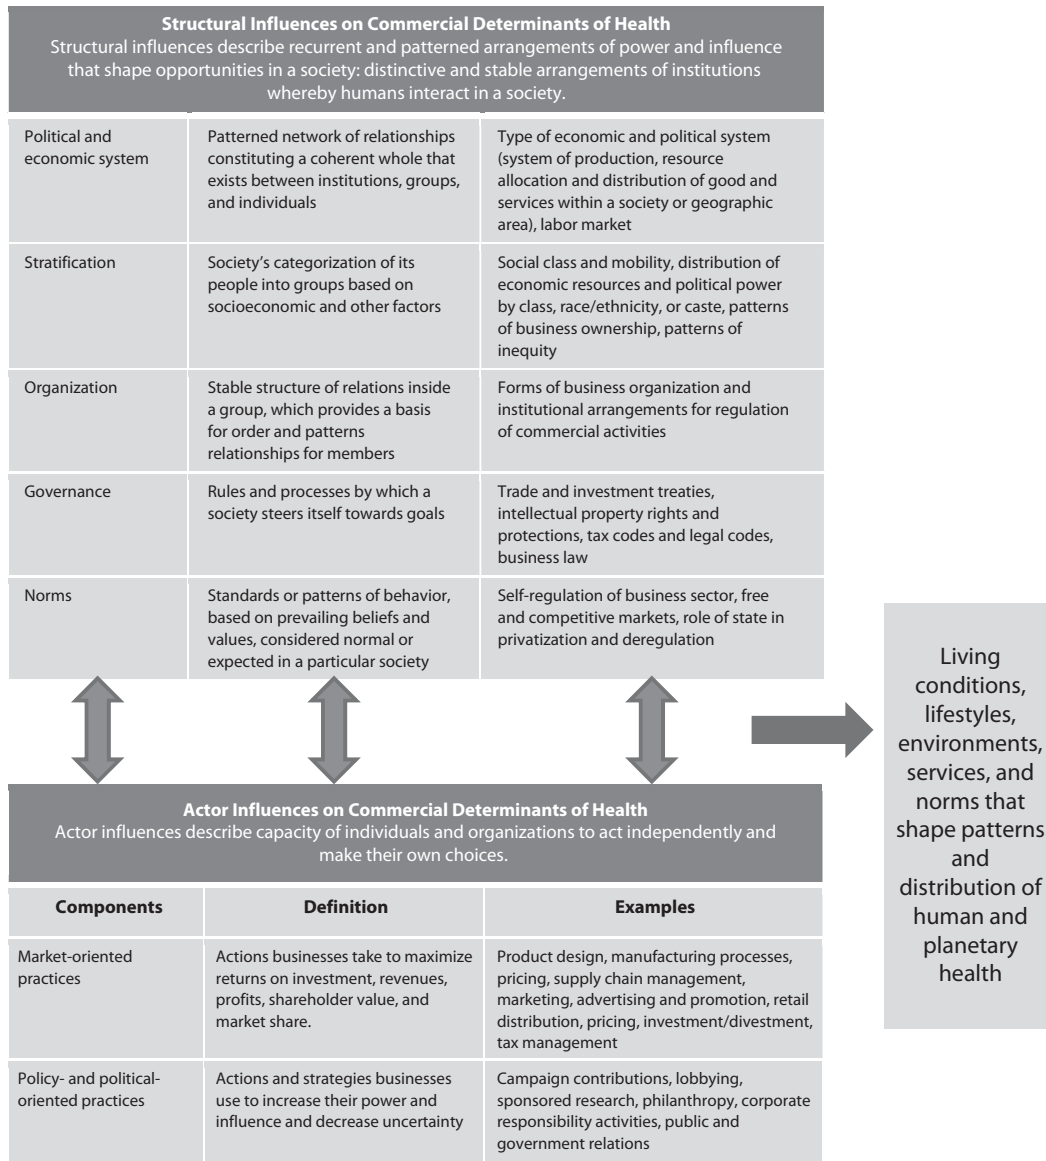 Structural Influences on Commercial Determinants of Health
Structural influences describe recurrent and patterned arrangements of power and influence
that shape opportunities in a society: distinctive and stable arrangements of institutions
whereby humans interact in a society.
Political and
economic system
Patterned network of relationships
constituting a coherent whole that
exists between institutions, groups,
and individuals
Type of economic and political system
(system of production, resource
allocation and distribution of good and
services within a society or geographic
area), labor market
Stratification
Society's categorization of its
people into groups based on
socioeconomic and other factors
Social class and mobility, distribution of
economic resources and political power
by class, race/ethnicity, or caste, patterns
of business ownership, patterns of
inequity
Organization
Stable structure of relations inside
a group, which provides a basis
for order and patterns
relationships for members
Forms of business organization and
institutional arrangements for regulation
of commercial activities
Governance
Rules and processes by which a
society steers itself towards goals
Trade and investment treaties,
intellectual property rights and
protections, tax codes and legal codes,
business law
Norms
Standards or patterns of behavior,
based on prevailing beliefs and
values, considered normal or
expected in a particular society
Self-regulation of business sector, free
and competitive markets, role of state in
privatization and deregulation
Living
conditions,
lifestyles,
environments,
services, and
norms that
shape patterns
and
distribution of
human and
planetary
health
Actor Influences on Commercial Determinants of Health
Actor influences describe capacity of individuals and organizations to act independently and
make their own choices.
Components
Definition
Examples
Market-oriented
practices
Actions businesses take to maximize
returns on investment, revenues,
profits, shareholder value, and
market share.
Product design, manufacturing processes,
pricing, supply chain management,
marketing, advertising and promotion, retail
distribution, pricing, investment/divestment,
tax management
Policy- and political-
oriented practices
Actions and strategies businesses
use to increase their power and
influence and decrease uncertainty
Campaign contributions, lobbying,
sponsored research, philanthropy, corporate
responsibility activities, public and
government relations